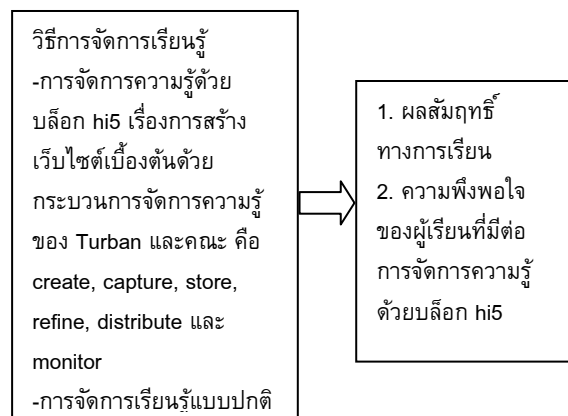 วิธีการจัดการเรียนรู้
-การจัดการความรู้ด้วย
บล็อก hi5 เรื่องการสร้าง
เว็บไซต์เบื้องต้นด้วย
กระบวนการจัดการความรู้
ของ Turban และคณะ คือ
create, capture, store,
refine, distribute และ
monitor
-การจัดการเรียนรู้แบบปกติ
1. ผลสัมฤทธิ์
ทางการเรียน
2. ความพึงพอใจ
ของผู้เรียนที่มีต่อ
การจัดการความรู้
ด้วยบล็อก hi5